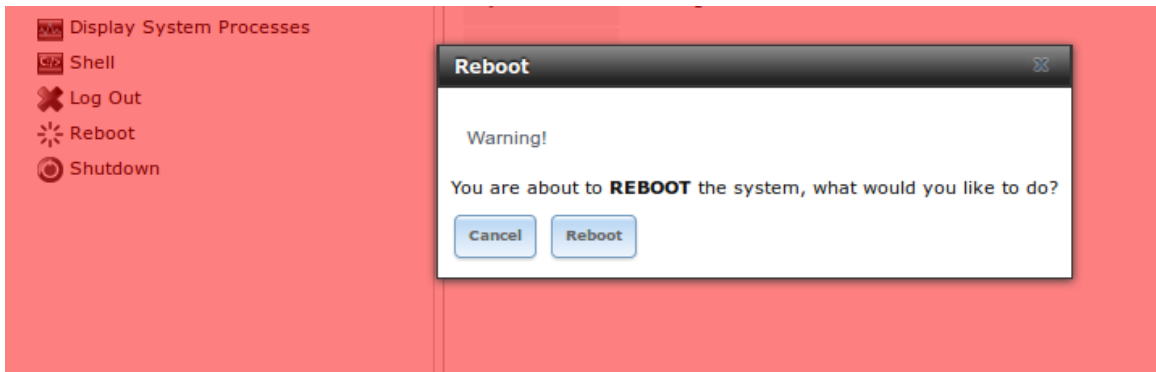 Display System Processes
Shell
Log Out
Reboot
Shutdown
Reboot
Warning!
You are about to REBOOT the system, what would you like to do?
Cancel
Reboot